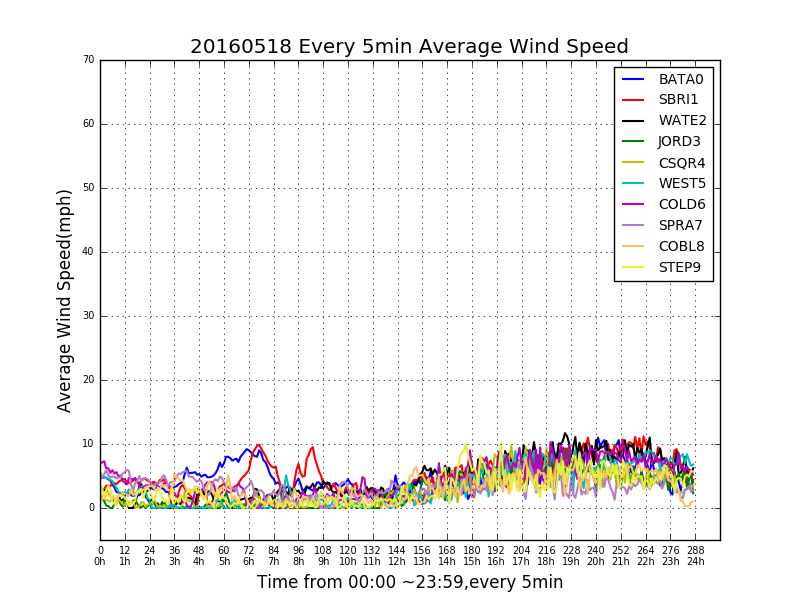 20160518 Every 5min Average Wind Speed
70
60
50
40
30
20
10
0
Average Wind Speed(mph)
BATA0
SBRI1
WATE2
JORD3
CSQR4
WEST5
COLD6
SPRA7
COBL8
STEP9
0 12 24 36 48 60 72 84 96 108 120 132 144 156 168 180 192 204 216 228 240 252 264 276 288
0h 1h 2h 3h 4h 5h 6h 7h 8h 9h 10h 11h 12h 13h 14h 15h 16h 17h 18h 19h 20h 21h 22h 23h 24h
Time from 00:00 ~23:59,every 5min